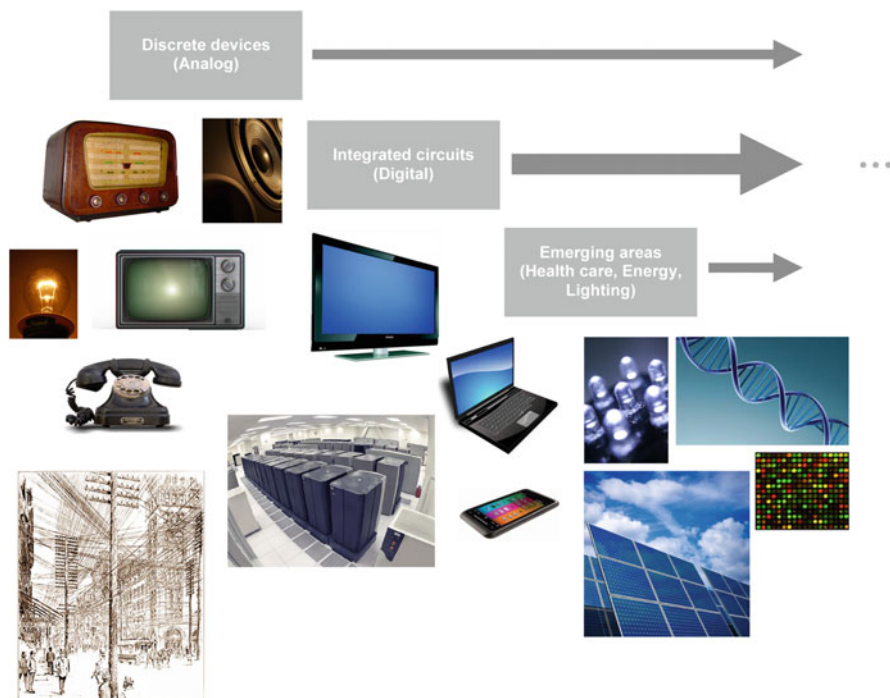 Discrete devices
(Analog)
Integrated circuits
(Digital)
Emerging areas
(Health care, Energy,
Lighting)